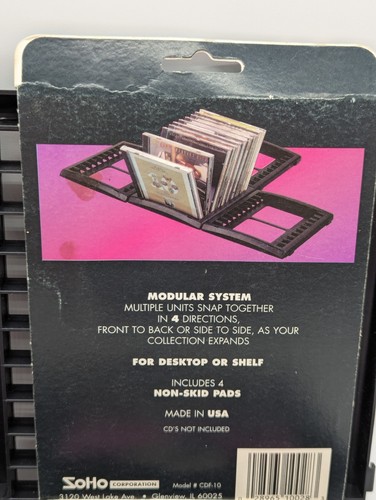 MODULAR SYSTEM
MULTIPLE UNITS SNAP TOGETHER
IN 4 DIRECTIONS,
FRONT TO BACK OR SIDE TO SIDE, AS YOUR
COLLECTION EXPANDS
FOR DESKTOP OR SHELF
INCLUDES 4
NON-SKID PADS
MADE IN USA
CD'S NOT INCLUDED
SoHo CORPORATION Model # CDF-10
3120 West Lake Ave. • Glenview, IL 60025